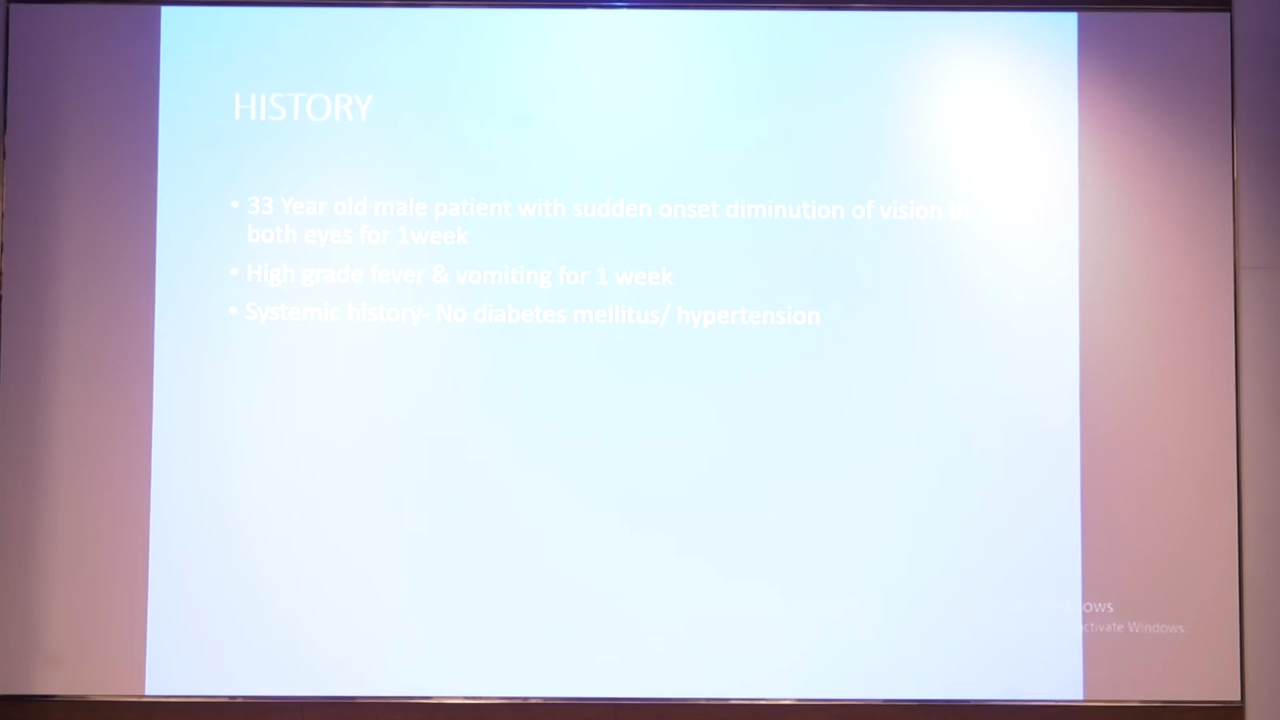 HISTORY
• 33 Year old male patient with sudden onset diminution of vision in
both eyes for 1week
• High grade fever & vomiting for 1 week
• Systemic history- No diabetes mellitus/ hypertension
ctivate Windows.